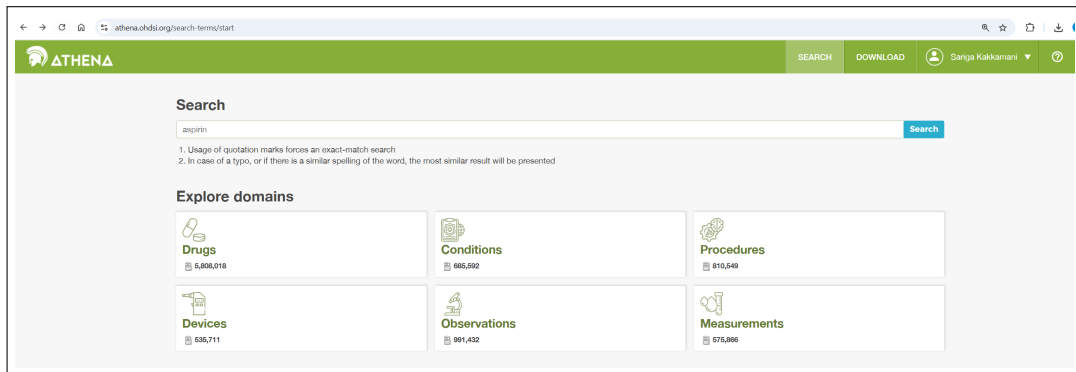 athena.ohdsi.org/search-terms/start
ATHENA
SEARCH DOWNLOAD Sariga Kakkamani
Search
aspirin Search
1. Usage of quotation marks forces an exact-match search
2. In case of a typo, or if there is a similar spelling of the word, the most similar result will be presented
Explore domains
Drugs
5,808,018
Conditions
685,592
Procedures
810,549
Devices
535,711
Observations
991,432
Measurements
575,866